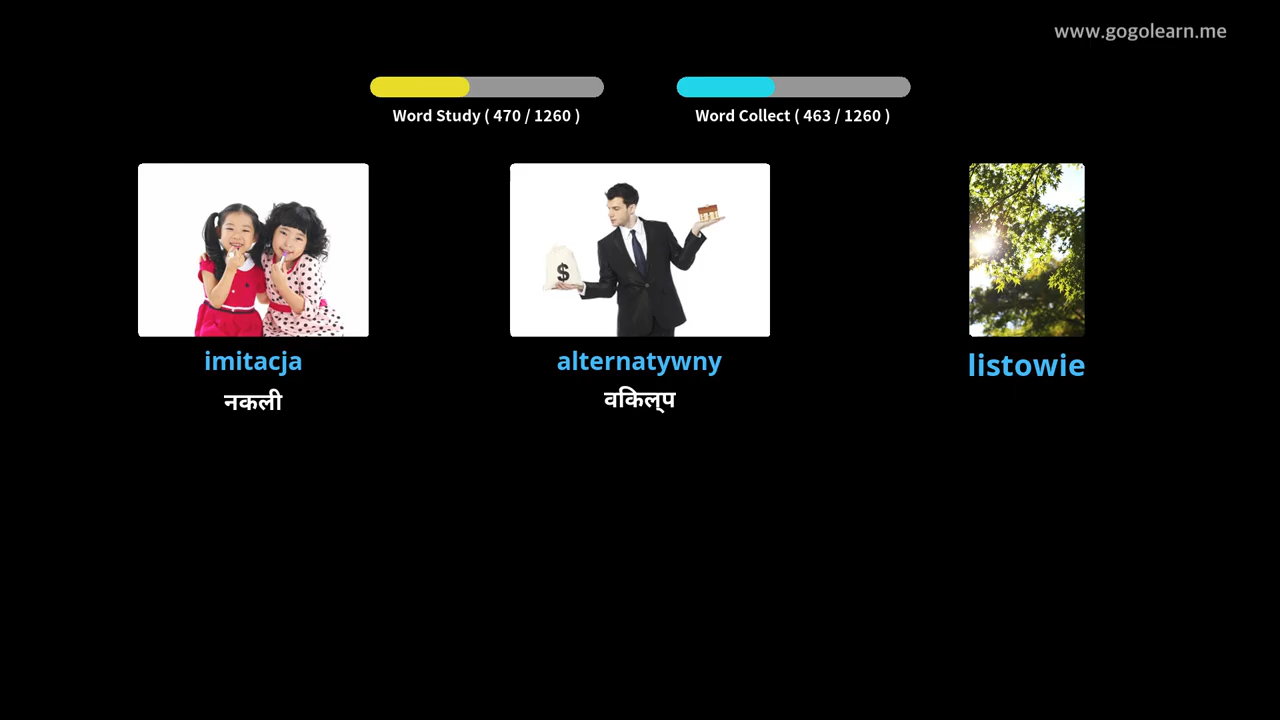 www.gogolearn.me
Word Study ( 470 / 1260 )
Word Collect ( 463 / 1260 )
$
imitacja
alternatywny
listowie
नकली
वकिल्प